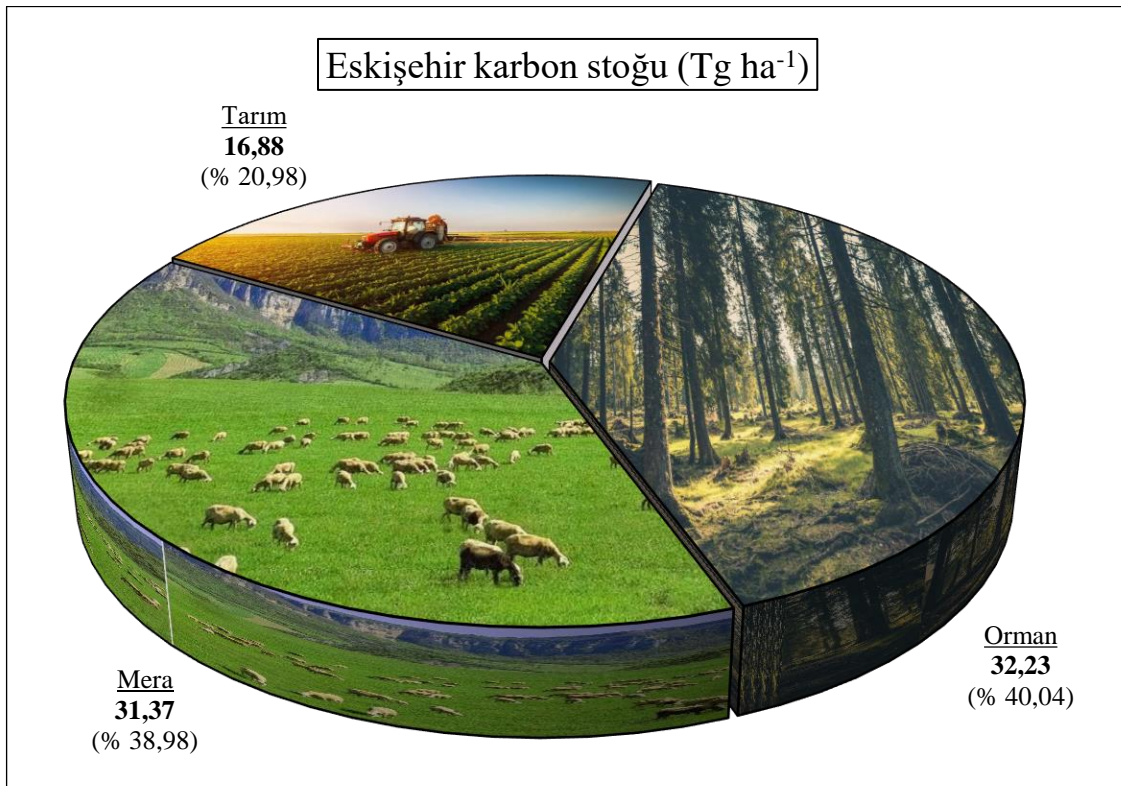 Eskişehir karbon stoğu (Tg ha⁻¹)
Tarım
16,88
(% 20,98)
Orman
32,23
(% 40,04)
Mera
31,37
(% 38,98)